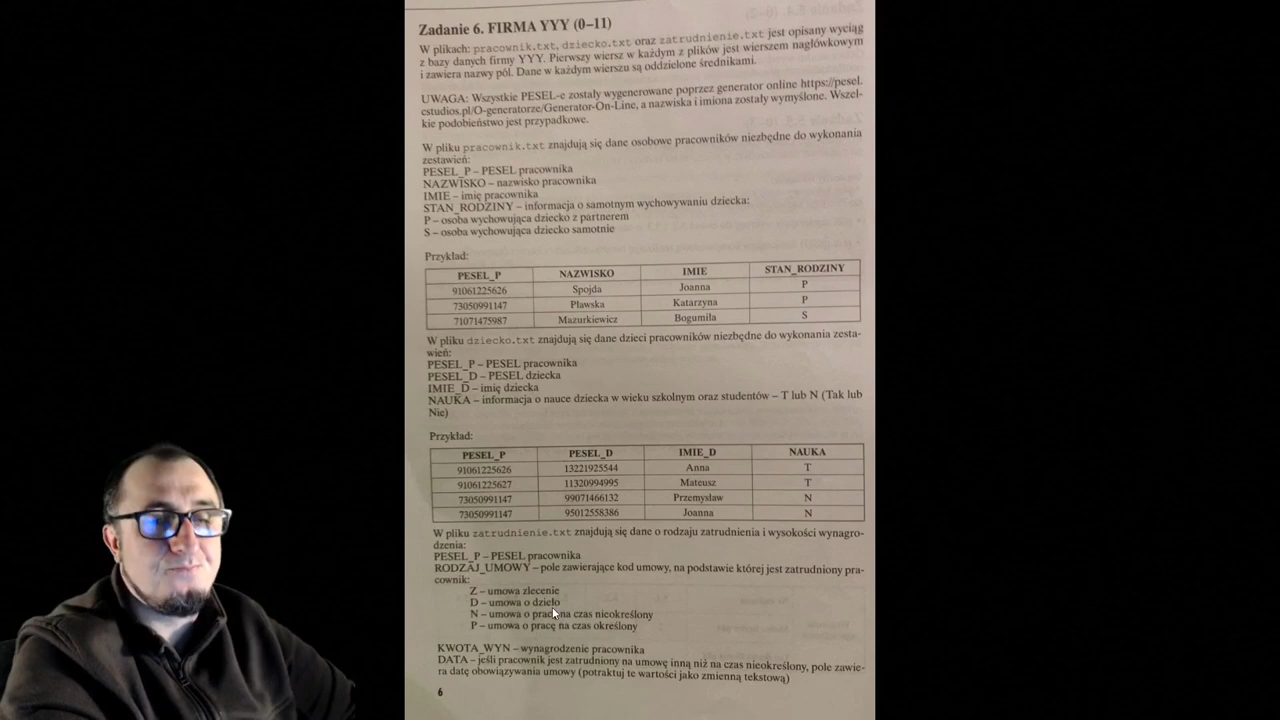 Zadanie 6. FIRMA YYY (0–11)
W plikach: pracownik.txt, dziecko.txt oraz zatrudnienie.txt jest opisany wyciąg
z bazy danych firmy YYY. Pierwszy wiersz w każdym z plików jest wierszem nagłówkowym
i zawiera nazwy pól. Dane w każdym wierszu są oddzielone średnikami.
UWAGA: Wszystkie PESEL-e zostały wygenerowane poprzez generator online https://pesel.
cstudios.pl/O-generatorze/Generator-On-Line, a nazwiska i imiona zostały wymyślone. Wszel-
kie podobieństwo jest przypadkowe.
W pliku pracownik.txt znajdują się dane osobowe pracowników niezbędne do wykonania
zestawień:
PESEL_P – PESEL pracownika
NAZWISKO – nazwisko pracownika
IMIE – imię pracownika
STAN_RODZINY – informacja o samotnym wychowywaniu dziecka:
P – osoba wychowująca dziecko z partnerem
S – osoba wychowująca dziecko samotnie
Przykład:
PESEL_P NAZWISKO IMIE STAN_RODZINY
91061225626 Spojda Joanna P
73050991147 Pławska Katarzyna P
71071475987 Mazurkiewicz Bogumiła S
W pliku dziecko.txt znajdują się dane dzieci pracowników niezbędne do wykonania zesta-
wień:
PESEL_P – PESEL pracownika
PESEL_D – PESEL dziecka
IMIE_D – imię dziecka
NAUKA – informacja o nauce dziecka w wieku szkolnym oraz studentów – T lub N (Tak lub
Nie)
Przykład:
PESEL_P PESEL_D IMIE_D NAUKA
91061225626 13221925544 Anna T
91061225627 11320994995 Mateusz T
73050991147 99071466132 Przemysław N
73050991147 95012558386 Joanna N
W pliku zatrudnienie.txt znajdują się dane o rodzaju zatrudnienia i wysokości wynagro-
dzenia:
PESEL_P – PESEL pracownika
RODZAJ_UMOWY – pole zawierające kod umowy, na podstawie której jest zatrudniony pra-
cownik:
Z – umowa zlecenie
D – umowa o dzieło
N – umowa o pracę na czas nieokreślony
P – umowa o pracę na czas określony
KWOTA_WYN – wynagrodzenie pracownika
DATA – jeśli pracownik jest zatrudniony na umowę inną niż na czas nieokreślony, pole zawie-
ra datę obowiązywania umowy (potraktuj te wartości jako zmienną tekstową)
6